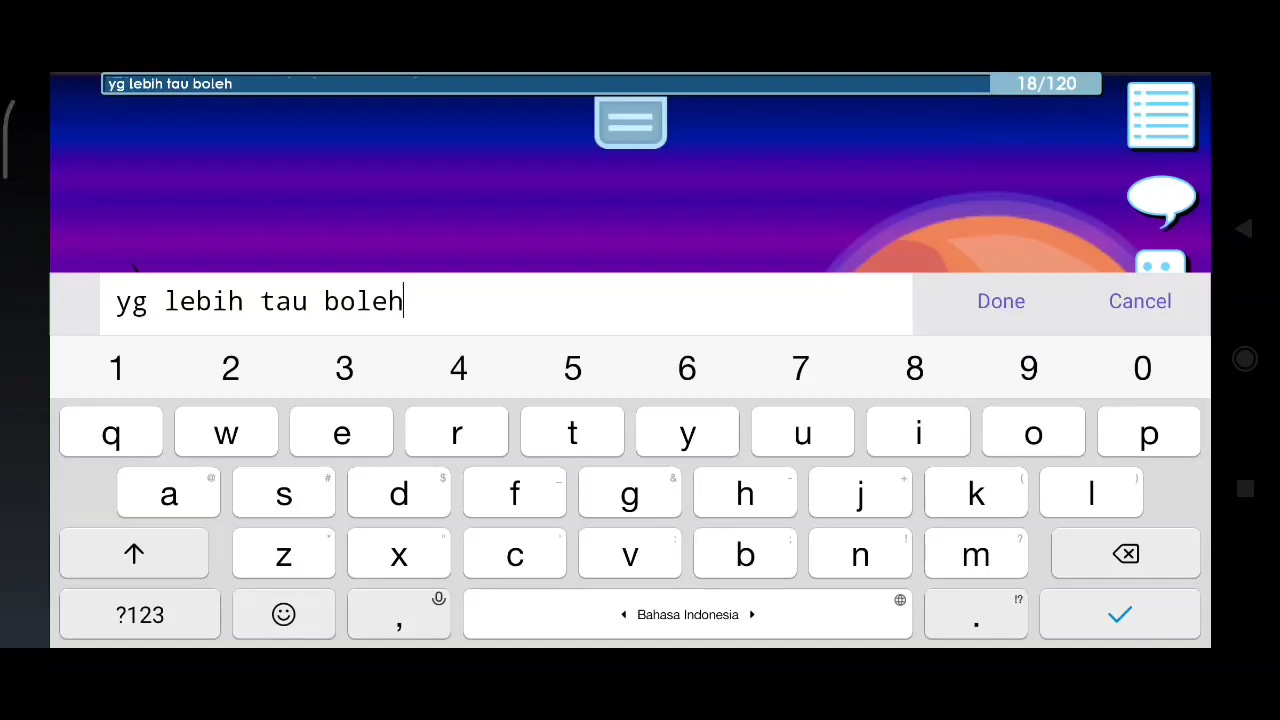 yg lebih tau boleh 18/120
yg lebih tau boleh Done Cancel
1 2 3 4 5 6 7 8 9 0
q w e r t y u i o p
@ # $ _ & - + ( )
a s d f g h j k l
* " ' : ; ! ?
z x c v b n m
?123 , Bahasa Indonesia . !?